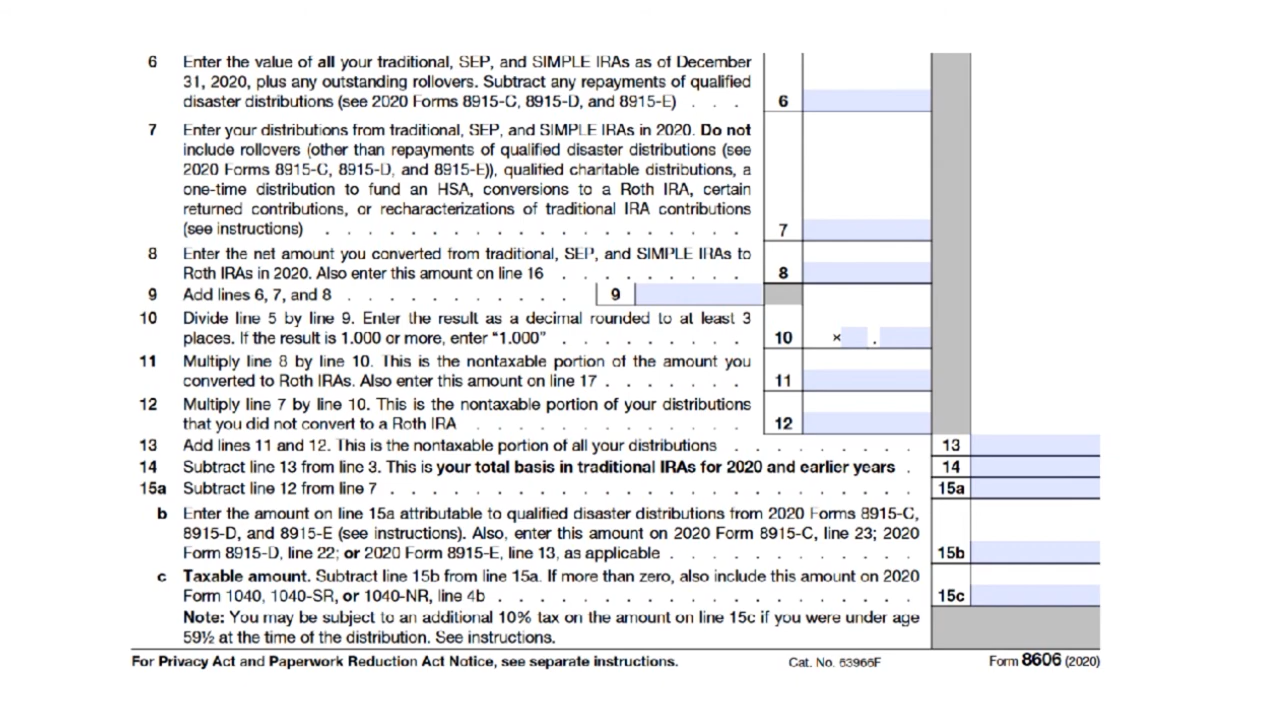 6 Enter the value of all your traditional, SEP, and SIMPLE IRAs as of December
31, 2020, plus any outstanding rollovers. Subtract any repayments of qualified
disaster distributions (see 2020 Forms 8915-C, 8915-D, and 8915-E) . . . 6
7 Enter your distributions from traditional, SEP, and SIMPLE IRAs in 2020. Do not
include rollovers (other than repayments of qualified disaster distributions (see
2020 Forms 8915-C, 8915-D, and 8915-E)), qualified charitable distributions, a
one-time distribution to fund an HSA, conversions to a Roth IRA, certain
returned contributions, or recharacterizations of traditional IRA contributions
(see instructions) . . . . . . . . . . . . . . . . . . 7
8 Enter the net amount you converted from traditional, SEP, and SIMPLE IRAs to
Roth IRAs in 2020. Also enter this amount on line 16 . . . . . . . . 8
9 Add lines 6, 7, and 8 . . . . . . . . . . . . 9
10 Divide line 5 by line 9. Enter the result as a decimal rounded to at least 3
places. If the result is 1.000 or more, enter “1.000” . . . . . . . . 10 × .
11 Multiply line 8 by line 10. This is the nontaxable portion of the amount you
converted to Roth IRAs. Also enter this amount on line 17 . . . . . . . 11
12 Multiply line 7 by line 10. This is the nontaxable portion of your distributions
that you did not convert to a Roth IRA . . . . . . . . . . . . 12
13 Add lines 11 and 12. This is the nontaxable portion of all your distributions . . . . . . . . 13
14 Subtract line 13 from line 3. This is your total basis in traditional IRAs for 2020 and earlier years . 14
15a Subtract line 12 from line 7 . . . . . . . . . . . . . . . . . . . . . . . 15a
b Enter the amount on line 15a attributable to qualified disaster distributions from 2020 Forms 8915-C,
8915-D, and 8915-E (see instructions). Also, enter this amount on 2020 Form 8915-C, line 23; 2020
Form 8915-D, line 22; or 2020 Form 8915-E, line 13, as applicable . . . . . . . . . . . 15b
c Taxable amount. Subtract line 15b from line 15a. If more than zero, also include this amount on 2020
Form 1040, 1040-SR, or 1040-NR, line 4b . . . . . . . . . . . . . . . . . . 15c
Note: You may be subject to an additional 10% tax on the amount on line 15c if you were under age
59½ at the time of the distribution. See instructions.
For Privacy Act and Paperwork Reduction Act Notice, see separate instructions. Cat. No. 63966F Form 8606 (2020)